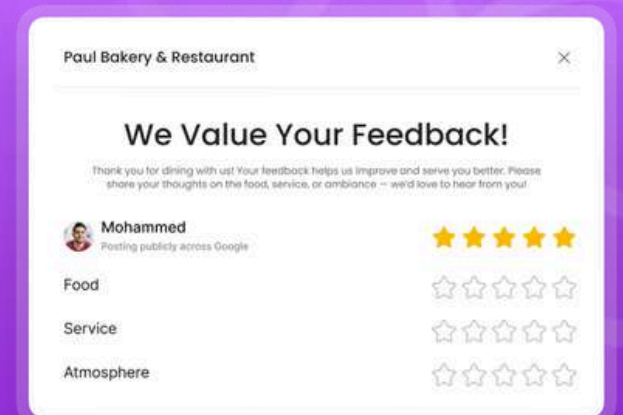 Paul Bakery & Restaurant
We Value Your Feedback!
Thank you for dining with us! Your feedback helps us improve and serve you better. Please
share your thoughts on the food, service, or ambiance — we'd love to hear from you!
Mohammed
Posting publicly across Google
Food
Service
Atmosphere